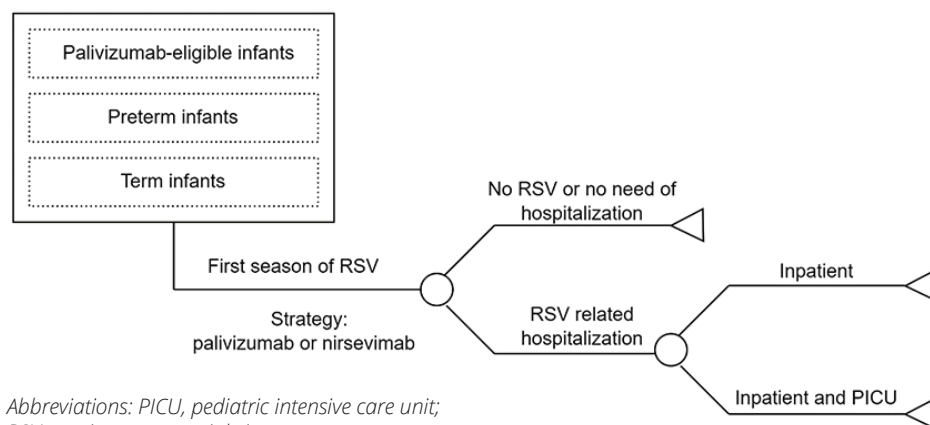 Palivizumab-eligible infants
Preterm infants
Term infants
First season of RSV
Strategy:
palivizumab or nirsevimab
No RSV or no need of
hospitalization
RSV related
hospitalization
Inpatient
Inpatient and PICU
Abbreviations: PICU, pediatric intensive care unit;